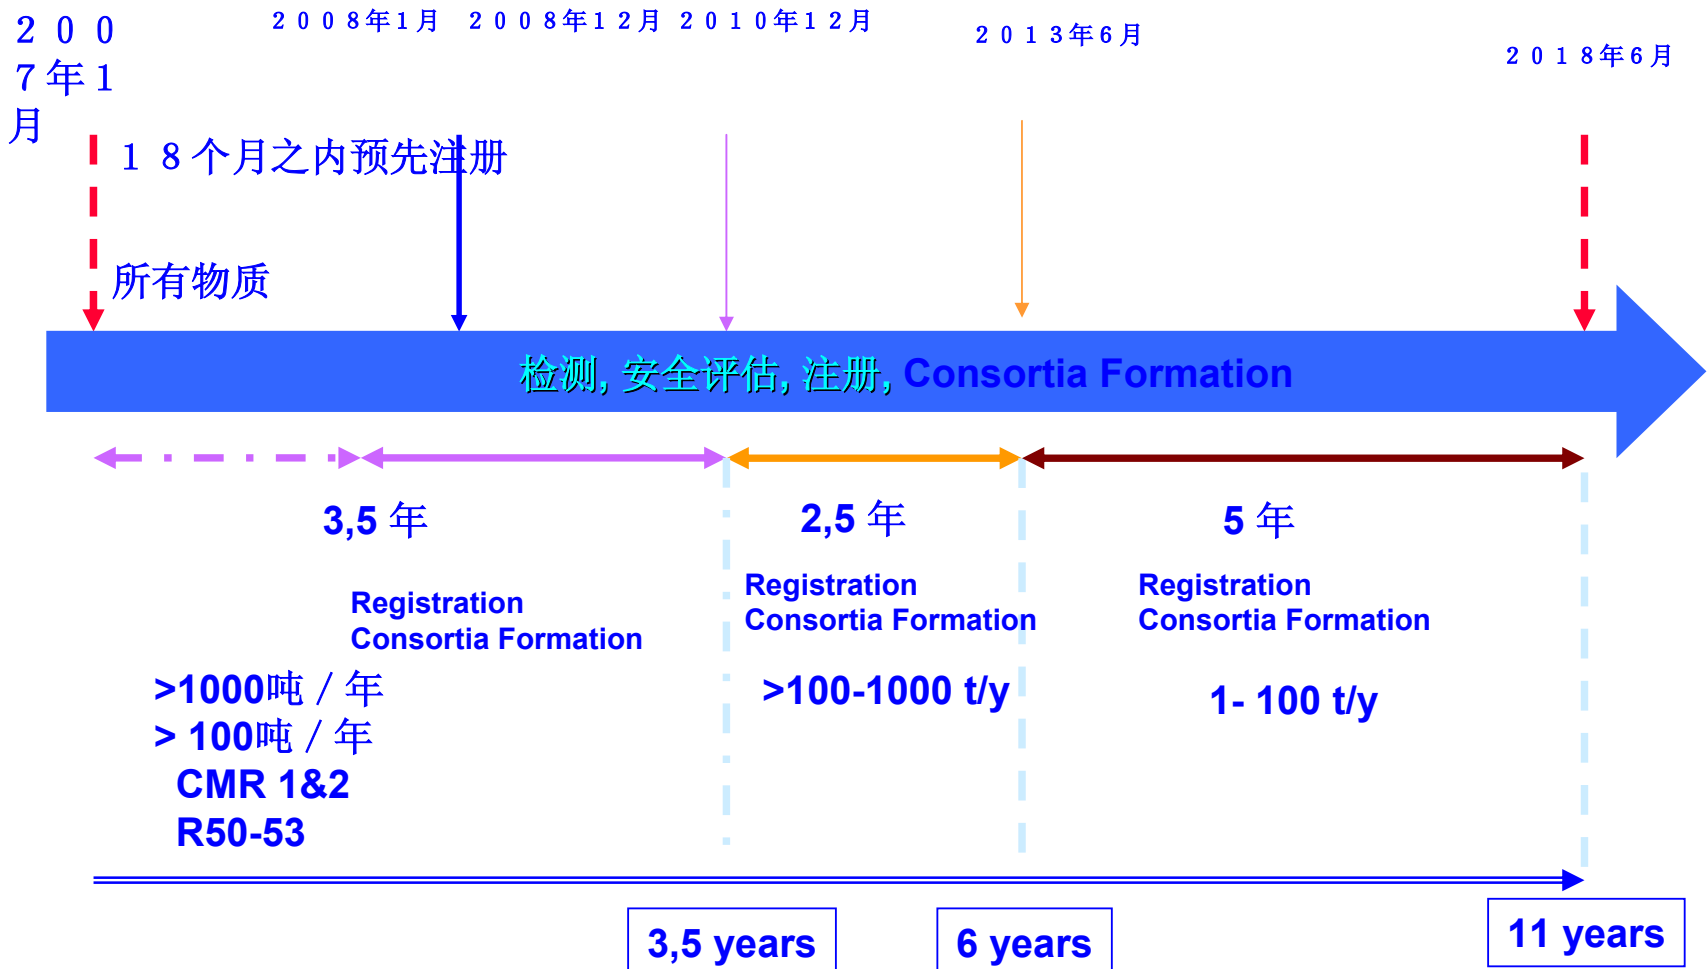 ２００
７年１
月
２００８年１月
２００８年１２月
２０１０年１２月
２０１３年６月
２０１８年６月
１８个月之内预先注册
所有物质
检测, 安全评估, 注册, Consortia Formation
3,5 年
2,5 年
5 年
Registration
Consortia Formation
Registration
Consortia Formation
Registration
Consortia Formation
>1000吨／年
> 100吨／年
CMR 1&2
R50-53
>100-1000 t/y
1- 100 t/y
3,5 years
6 years
11 years